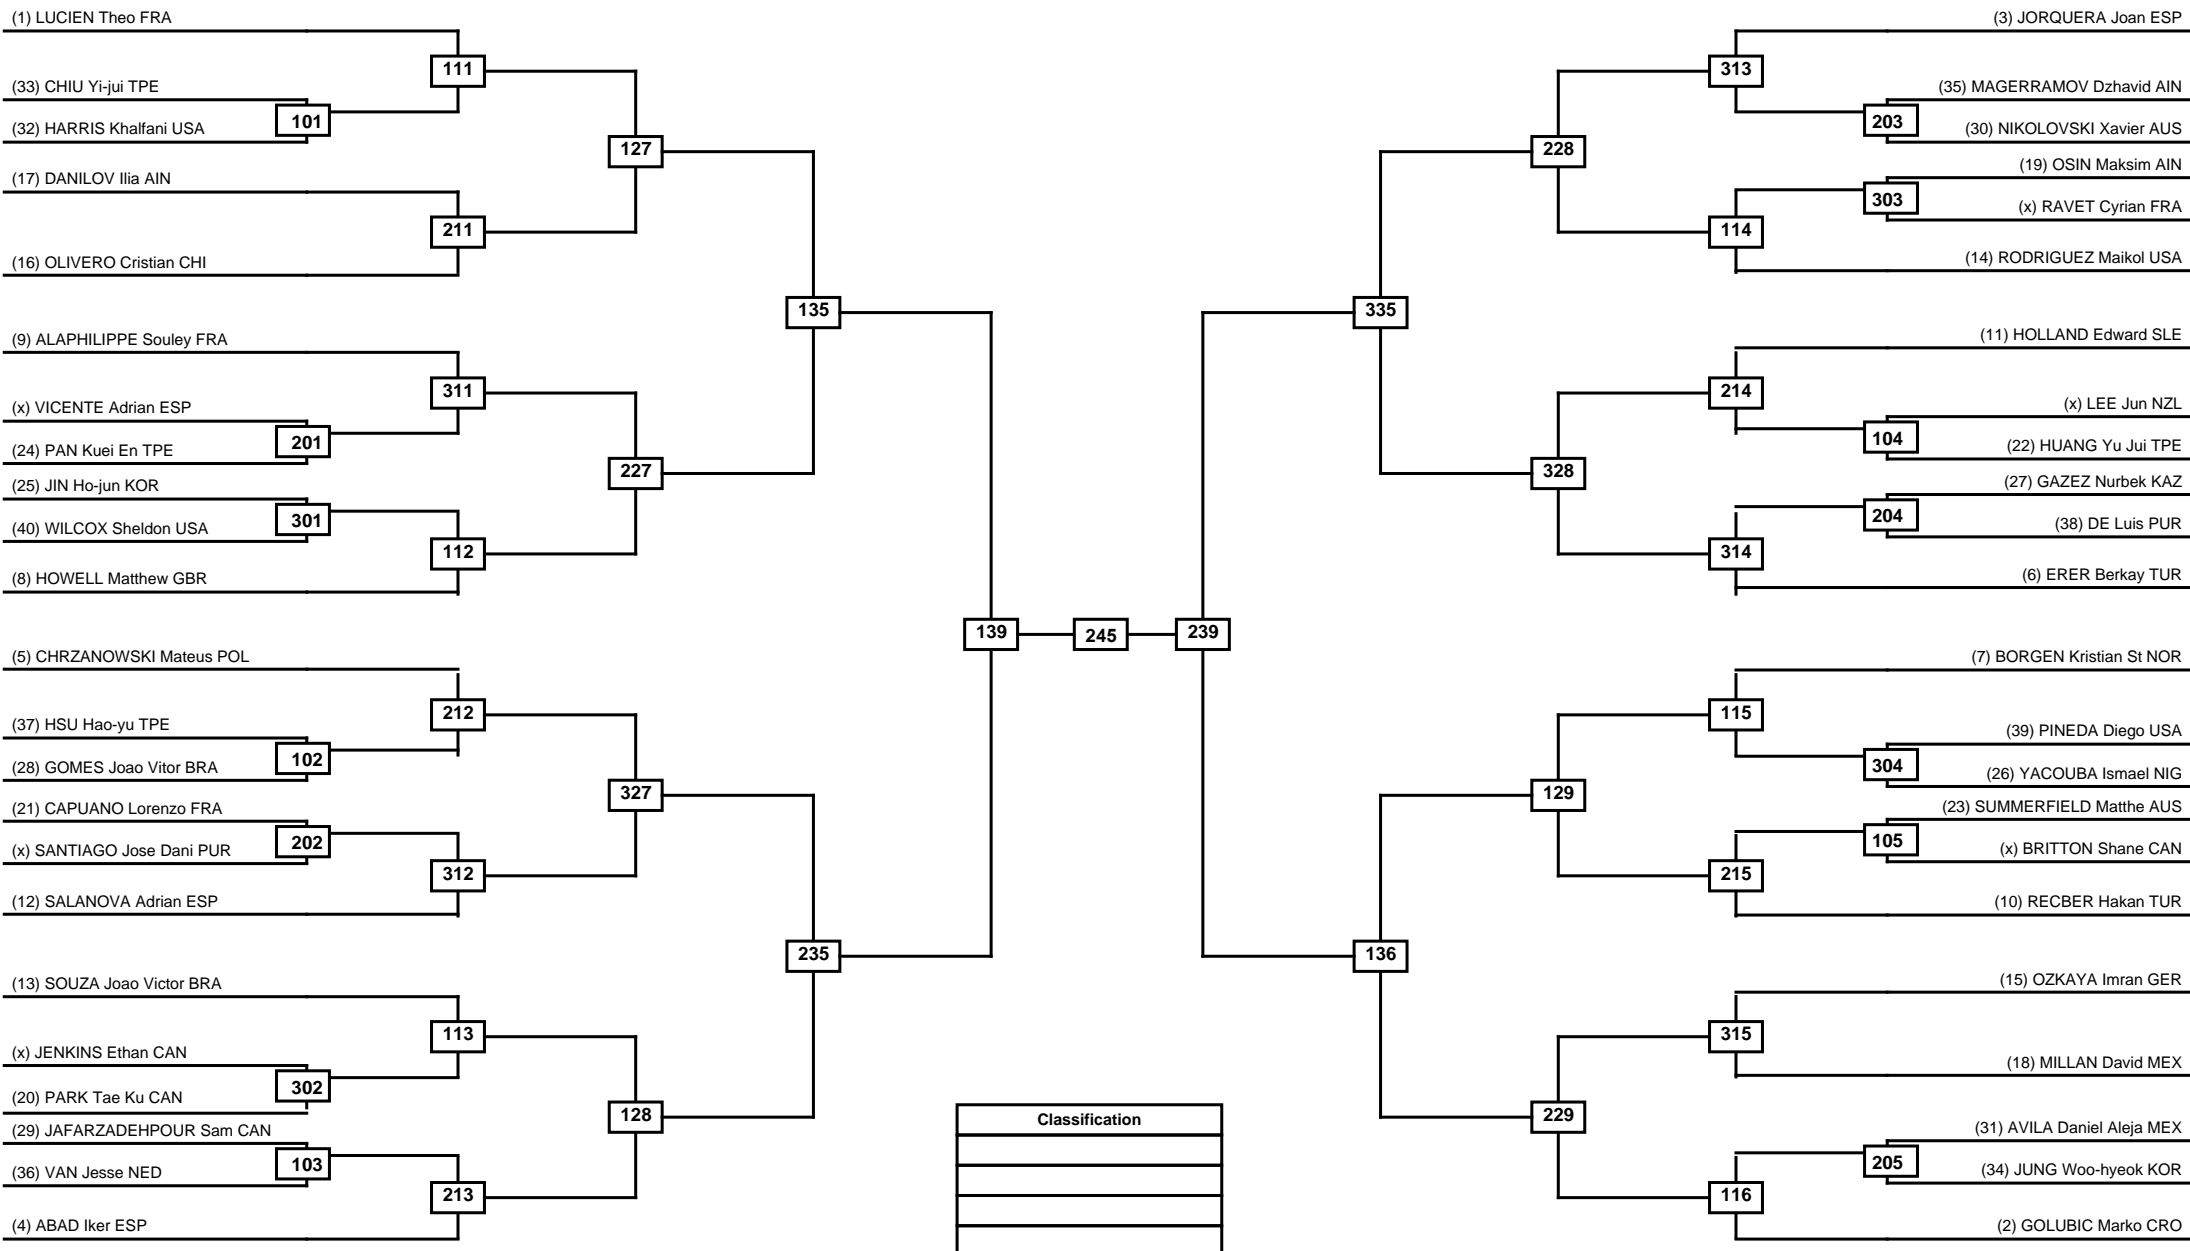 (1) LUCIEN Theo FRA
111
(33) CHIU Yi-jui TPE
101
(32) HARRIS Khalfani USA
127
(17) DANILOV Ilia AIN
211
(16) OLIVERO Cristian CHI
135
(9) ALAPHILIPPE Souley FRA
311
(x) VICENTE Adrian ESP
201
(24) PAN Kuei En TPE
227
(25) JIN Ho-jun KOR
301
(40) WILCOX Sheldon USA
112
(8) HOWELL Matthew GBR
139
245
239
(5) CHRZANOWSKI Mateus POL
212
(37) HSU Hao-yu TPE
102
(28) GOMES Joao Vitor BRA
327
(21) CAPUANO Lorenzo FRA
202
(x) SANTIAGO Jose Dani PUR
312
(12) SALANOVA Adrian ESP
235
(13) SOUZA Joao Victor BRA
113
(x) JENKINS Ethan CAN
302
(20) PARK Tae Ku CAN
128
(29) JAFARZADEHPOUR Sam CAN
103
(36) VAN Jesse NED
213
(4) ABAD Iker ESP
(3) JORQUERA Joan ESP
313
(35) MAGERRAMOV Dzhavid AIN
203
(30) NIKOLOVSKI Xavier AUS
228
(19) OSIN Maksim AIN
303
(x) RAVET Cyrian FRA
114
(14) RODRIGUEZ Maikol USA
335
(11) HOLLAND Edward SLE
214
(x) LEE Jun NZL
104
(22) HUANG Yu Jui TPE
328
(27) GAZEZ Nurbek KAZ
204
(38) DE Luis PUR
314
(6) ERER Berkay TUR
(7) BORGEN Kristian St NOR
115
(39) PINEDA Diego USA
304
(26) YACOUBA Ismael NIG
129
(23) SUMMERFIELD Matthe AUS
105
(x) BRITTON Shane CAN
215
(10) RECBER Hakan TUR
136
(15) OZKAYA Imran GER
315
(18) MILLAN David MEX
229
(31) AVILA Daniel Aleja MEX
205
(34) JUNG Woo-hyeok KOR
116
(2) GOLUBIC Marko CRO
Classification